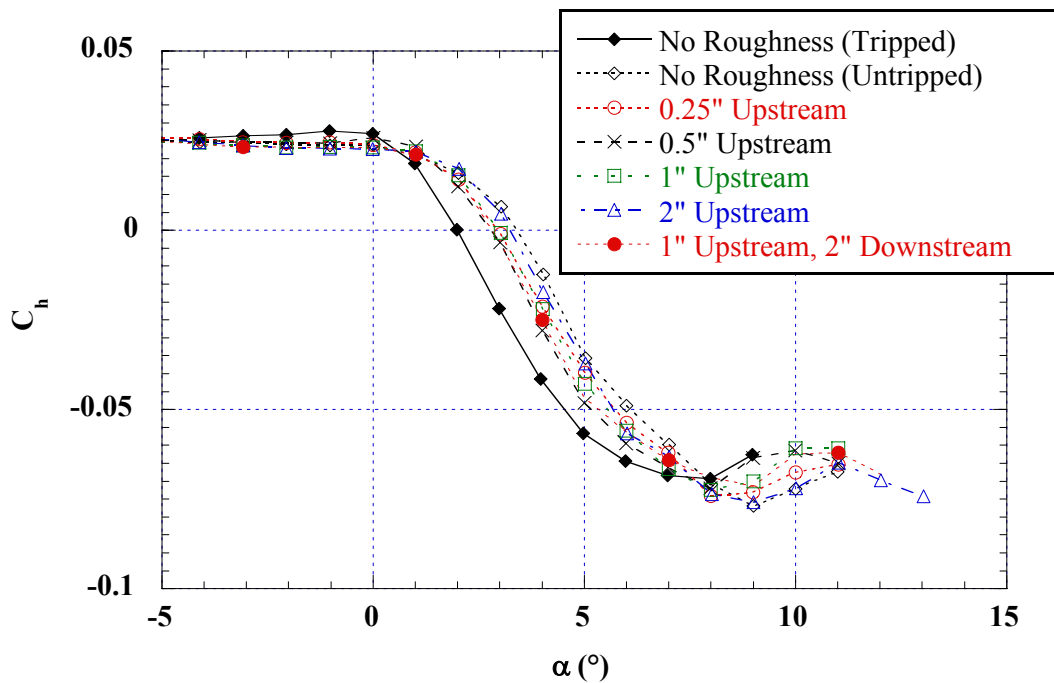 No Roughness (Tripped)
No Roughness (Untripped)
0.25" Upstream
0.5" Upstream
1" Upstream
2" Upstream
1" Upstream, 2" Downstream
0.05
0
-0.05
-0.1
C_h
-5
0
5
10
15
α (°)